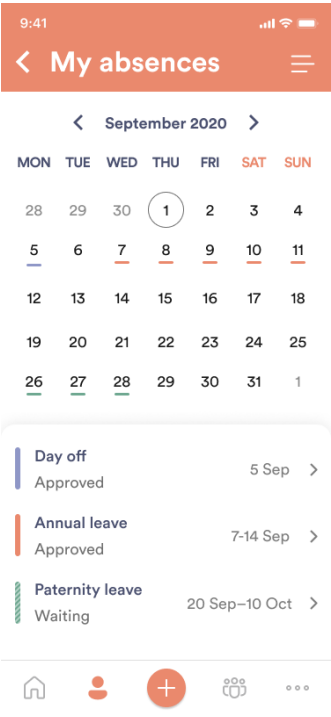 9:41
My absences
September 2020
MON TUE WED THU FRI SAT SUN
28 29 30 1 2 3 4
5 6 7 8 9 10 11
12 13 14 15 16 17 18
19 20 21 22 23 24 25
26 27 28 29 30 31 1
Day off
Approved
5 Sep
Annual leave
Approved
7-14 Sep
Paternity leave
Waiting
20 Sep–10 Oct